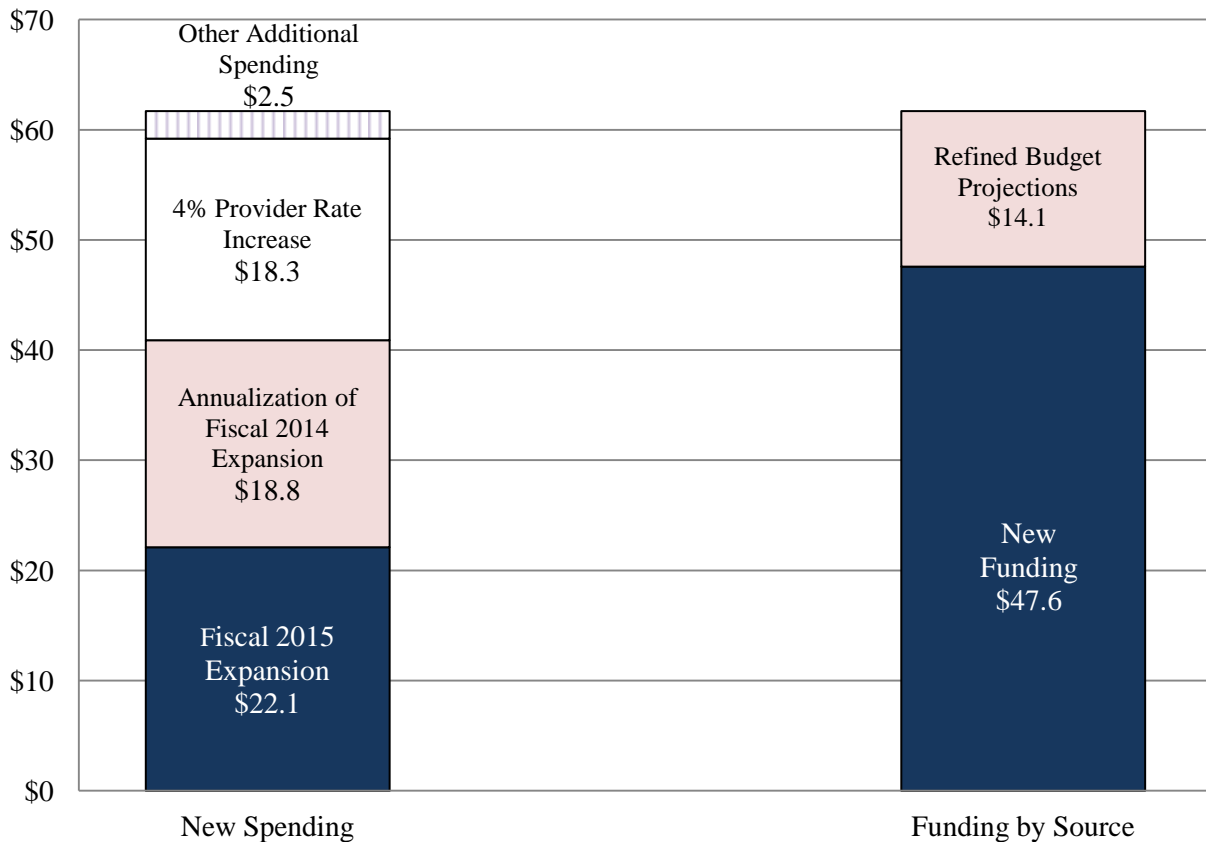 $70
$60
$50
$40
$30
$20
$10
$0
Other Additional
Spending
$2.5
4% Provider Rate
Increase
$18.3
Annualization of
Fiscal 2014
Expansion
$18.8
Fiscal 2015
Expansion
$22.1
Refined Budget
Projections
$14.1
New
Funding
$47.6
New Spending
Funding by Source